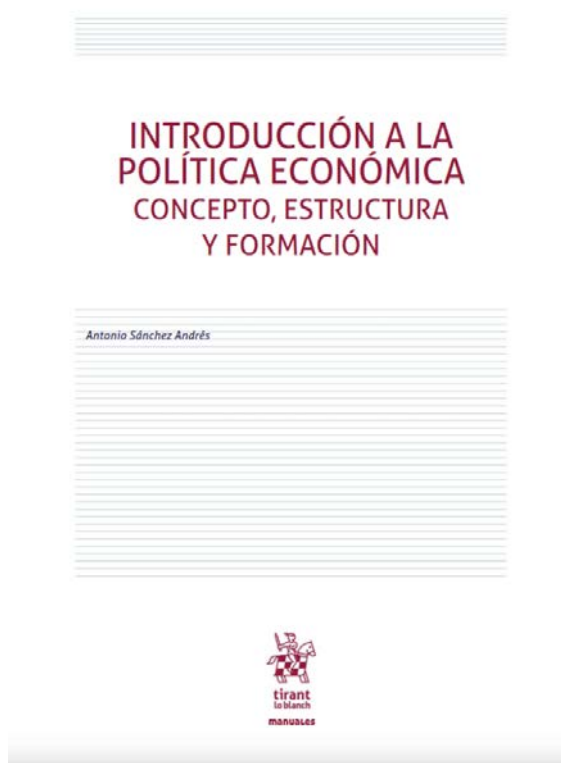 INTRODUCCIÓN A LA
POLÍTICA ECONÓMICA
CONCEPTO, ESTRUCTURA
Y FORMACIÓN
Antonio Sánchez Andrés
tirant
lo blanch
manuales